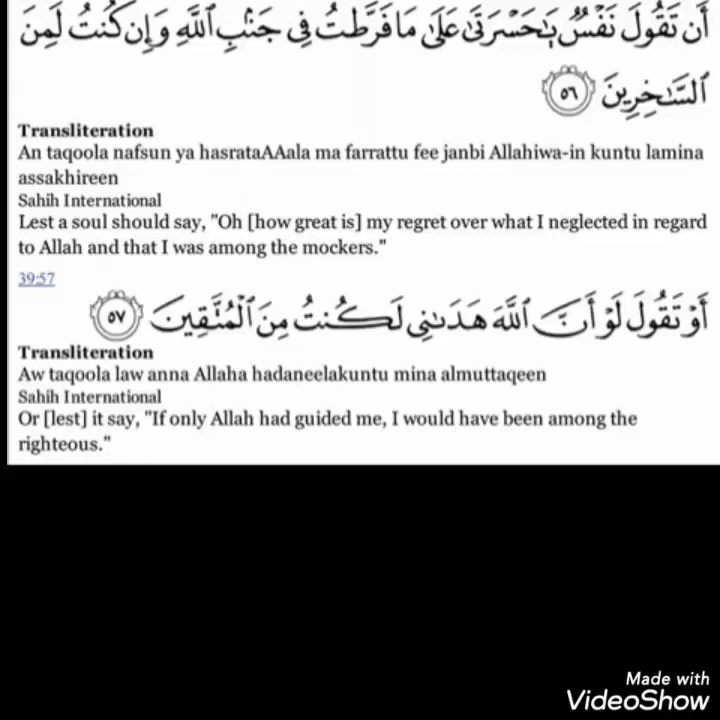 أَن تَقُولَ نَفْسٌ يَٰحَسْرَتَىٰ عَلَىٰ مَا فَرَّطتُ فِى جَنۢبِ ٱللَّهِ وَإِن كُنتُ لَمِنَ
ٱلسَّٰخِرِينَ ٥٦
Transliteration
An taqoola nafsun ya hasrataAAala ma farrattu fee janbi Allahiwa-in kuntu lamina
assakhireen
Sahih International
Lest a soul should say, "Oh [how great is] my regret over what I neglected in regard
to Allah and that I was among the mockers."
39:57
أَوْ تَقُولَ لَوْ أَنَّ ٱللَّهَ هَدَىٰنِى لَكُنتُ مِنَ ٱلْمُتَّقِينَ ٥٧
Transliteration
Aw taqoola law anna Allaha hadaneelakuntu mina almuttaqeen
Sahih International
Or [lest] it say, "If only Allah had guided me, I would have been among the
righteous."
Made with
VideoShow